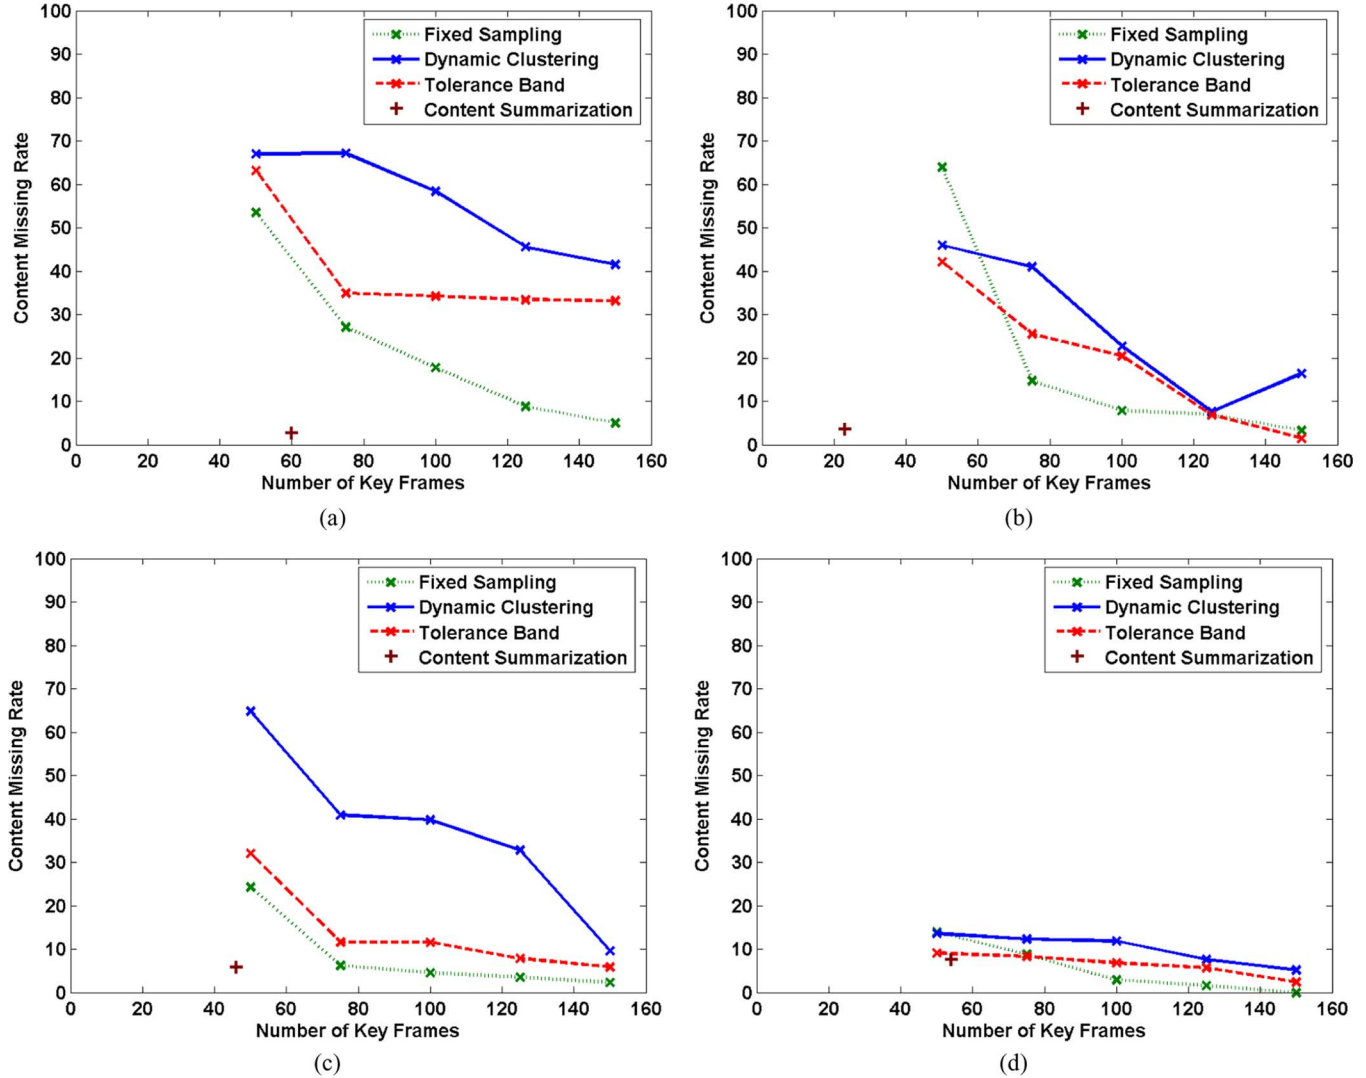 100
90
80
70
60
50
40
30
20
10
0
Content Missing Rate
Fixed Sampling
Dynamic Clustering
Tolerance Band
Content Summarization
0 20 40 60 80 100 120 140 160
Number of Key Frames
(a)
100
90
80
70
60
50
40
30
20
10
0
Content Missing Rate
Fixed Sampling
Dynamic Clustering
Tolerance Band
Content Summarization
0 20 40 60 80 100 120 140 160
Number of Key Frames
(b)
100
90
80
70
60
50
40
30
20
10
0
Content Missing Rate
Fixed Sampling
Dynamic Clustering
Tolerance Band
Content Summarization
0 20 40 60 80 100 120 140 160
Number of Key Frames
(c)
100
90
80
70
60
50
40
30
20
10
0
Content Missing Rate
Fixed Sampling
Dynamic Clustering
Tolerance Band
Content Summarization
0 20 40 60 80 100 120 140 160
Number of Key Frames
(d)